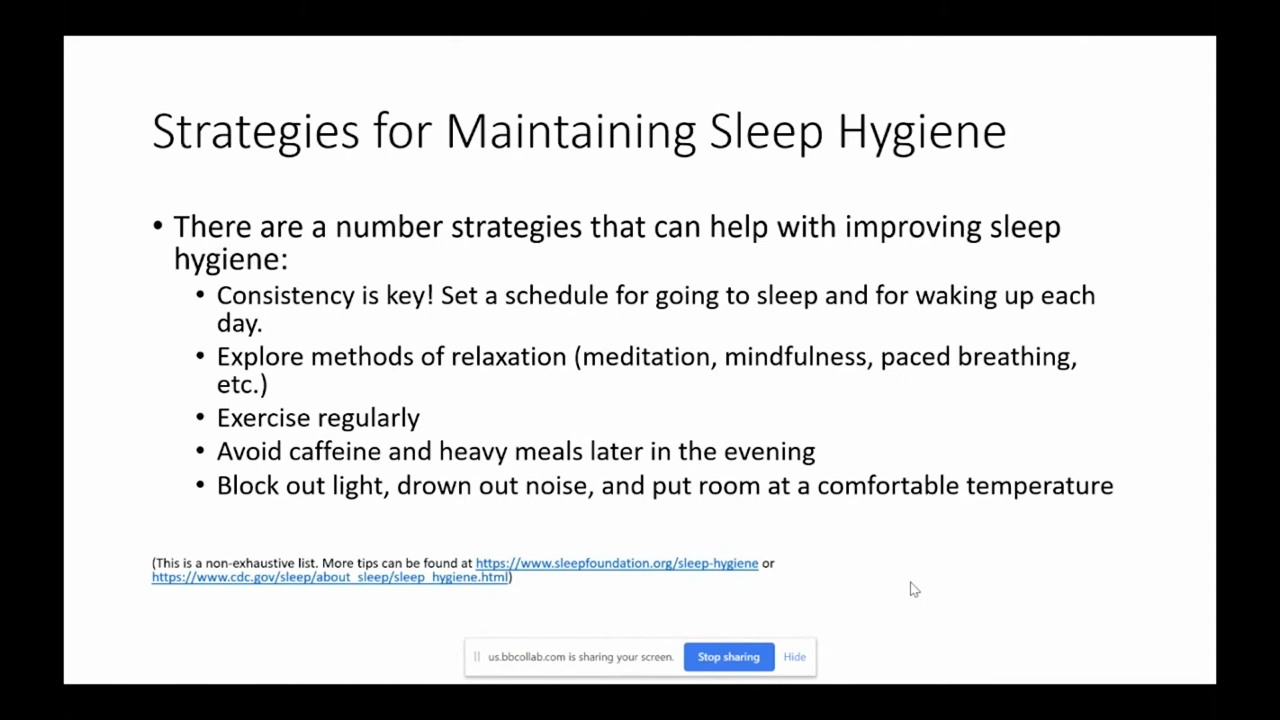 Strategies for Maintaining Sleep Hygiene
• There are a number strategies that can help with improving sleep
hygiene:
• Consistency is key! Set a schedule for going to sleep and for waking up each
day.
• Explore methods of relaxation (meditation, mindfulness, paced breathing,
etc.)
• Exercise regularly
• Avoid caffeine and heavy meals later in the evening
• Block out light, drown out noise, and put room at a comfortable temperature
(This is a non-exhaustive list. More tips can be found at https://www.sleepfoundation.org/sleep-hygiene or
https://www.cdc.gov/sleep/about_sleep/sleep_hygiene.html)
us.bbcollab.com is sharing your screen. Stop sharing Hide